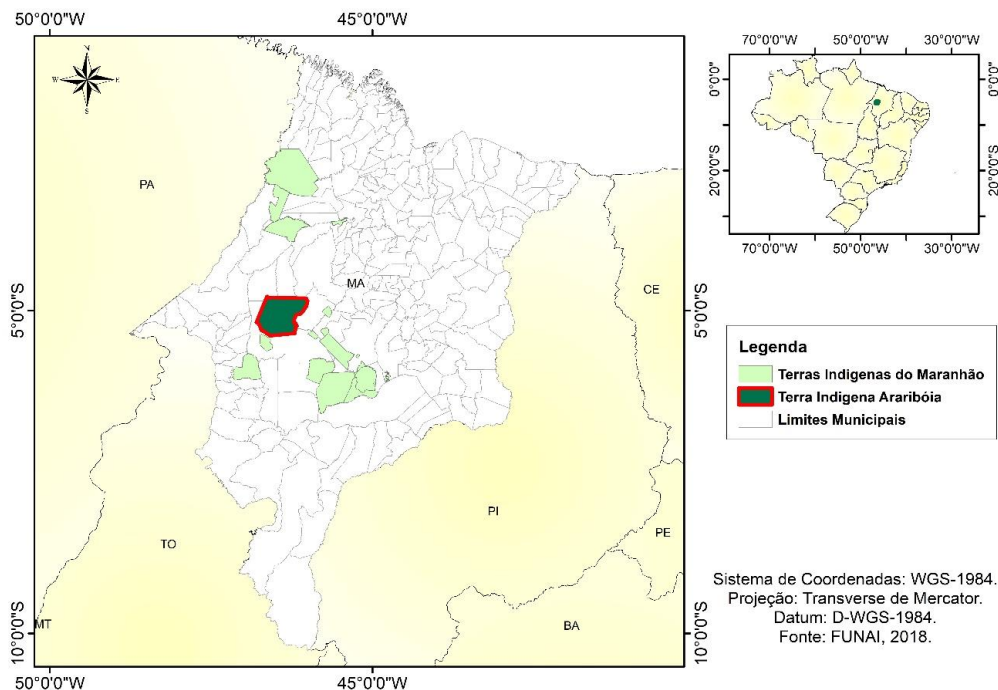 50°0'0"W
45°0'0"W
N
W
E
S
PA
MA
CE
5°0'0"S
5°0'0"S
TO
PI
PE
MT
BA
10°0'0"S
10°0'0"S
50°0'0"W
45°0'0"W
70°0'0"W
50°0'0"W
30°0'0"W
0°0'0"
0°0'0"
20°0'0"S
20°0'0"S
70°0'0"W
50°0'0"W
30°0'0"W
Legenda
Terras Indigenas do Maranhão
Terra Indigena Araribóia
Limites Municipais
Sistema de Coordenadas: WGS-1984.
Projeção: Transverse de Mercator.
Datum: D-WGS-1984.
Fonte: FUNAI, 2018.